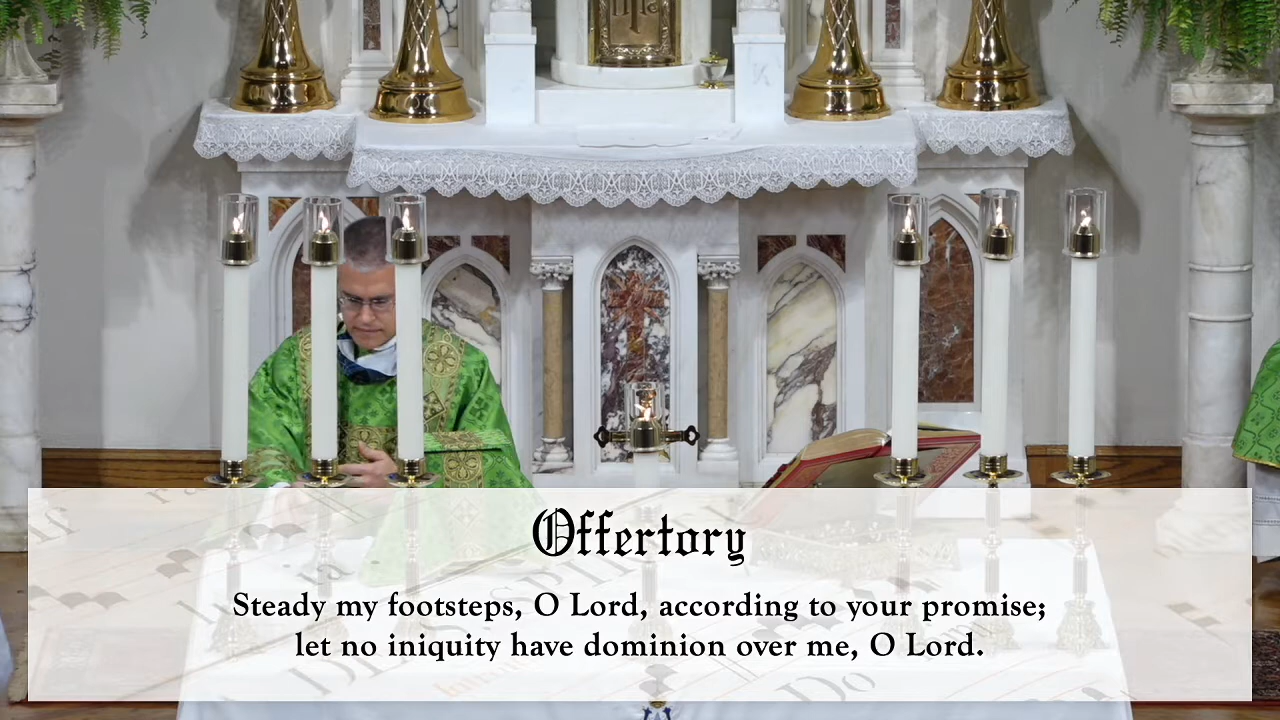 Offertory
Steady my footsteps, O Lord, according to your promise;
let no iniquity have dominion over me, O Lord.